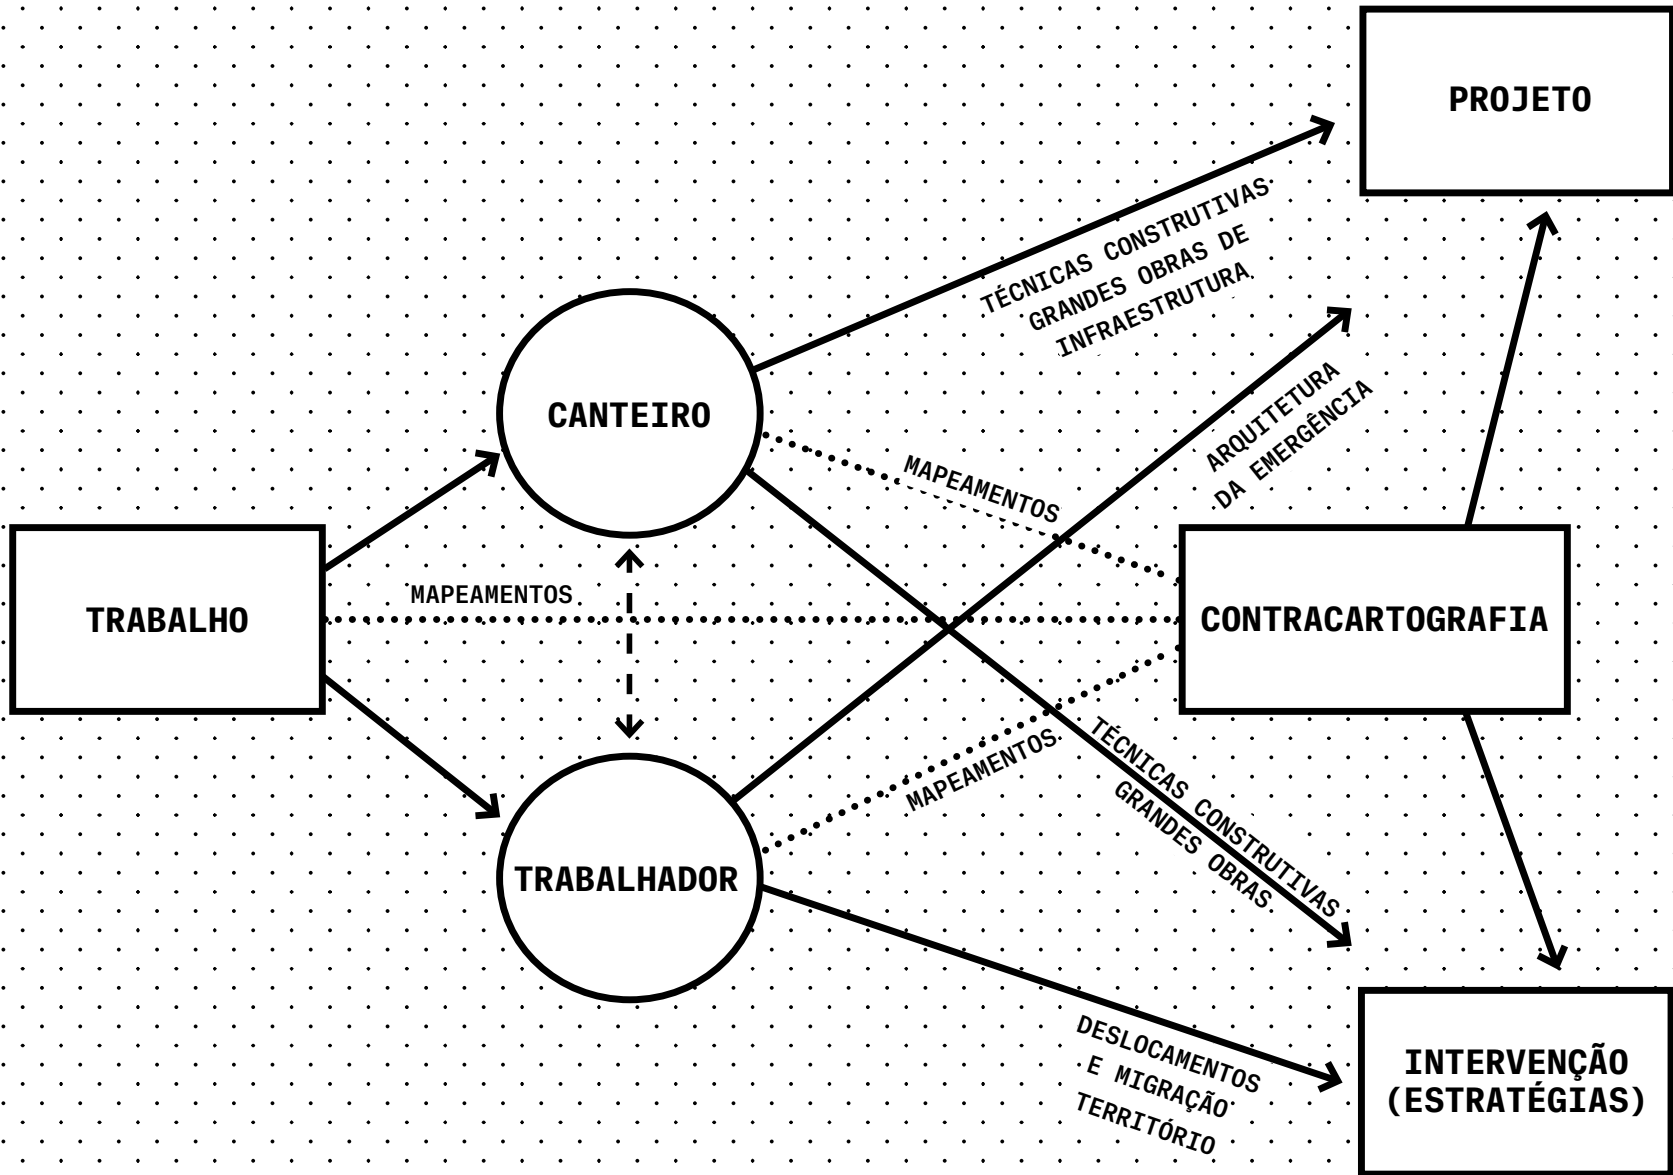 PROJETO
TÉCNICAS CONSTRUTIVAS
GRANDES OBRAS DE
INFRAESTRUTURA
ARQUITETURA
DA EMERGÊNCIA
CANTEIRO
MAPEAMENTOS
MAPEAMENTOS
TRABALHO
CONTRACARTOGRAFIA
MAPEAMENTOS
TÉCNICAS CONSTRUTIVAS
GRANDES OBRAS
TRABALHADOR
DESLOCAMENTOS
E MIGRAÇÃO
TERRITÓRIO
INTERVENÇÃO
(ESTRATÉGIAS)